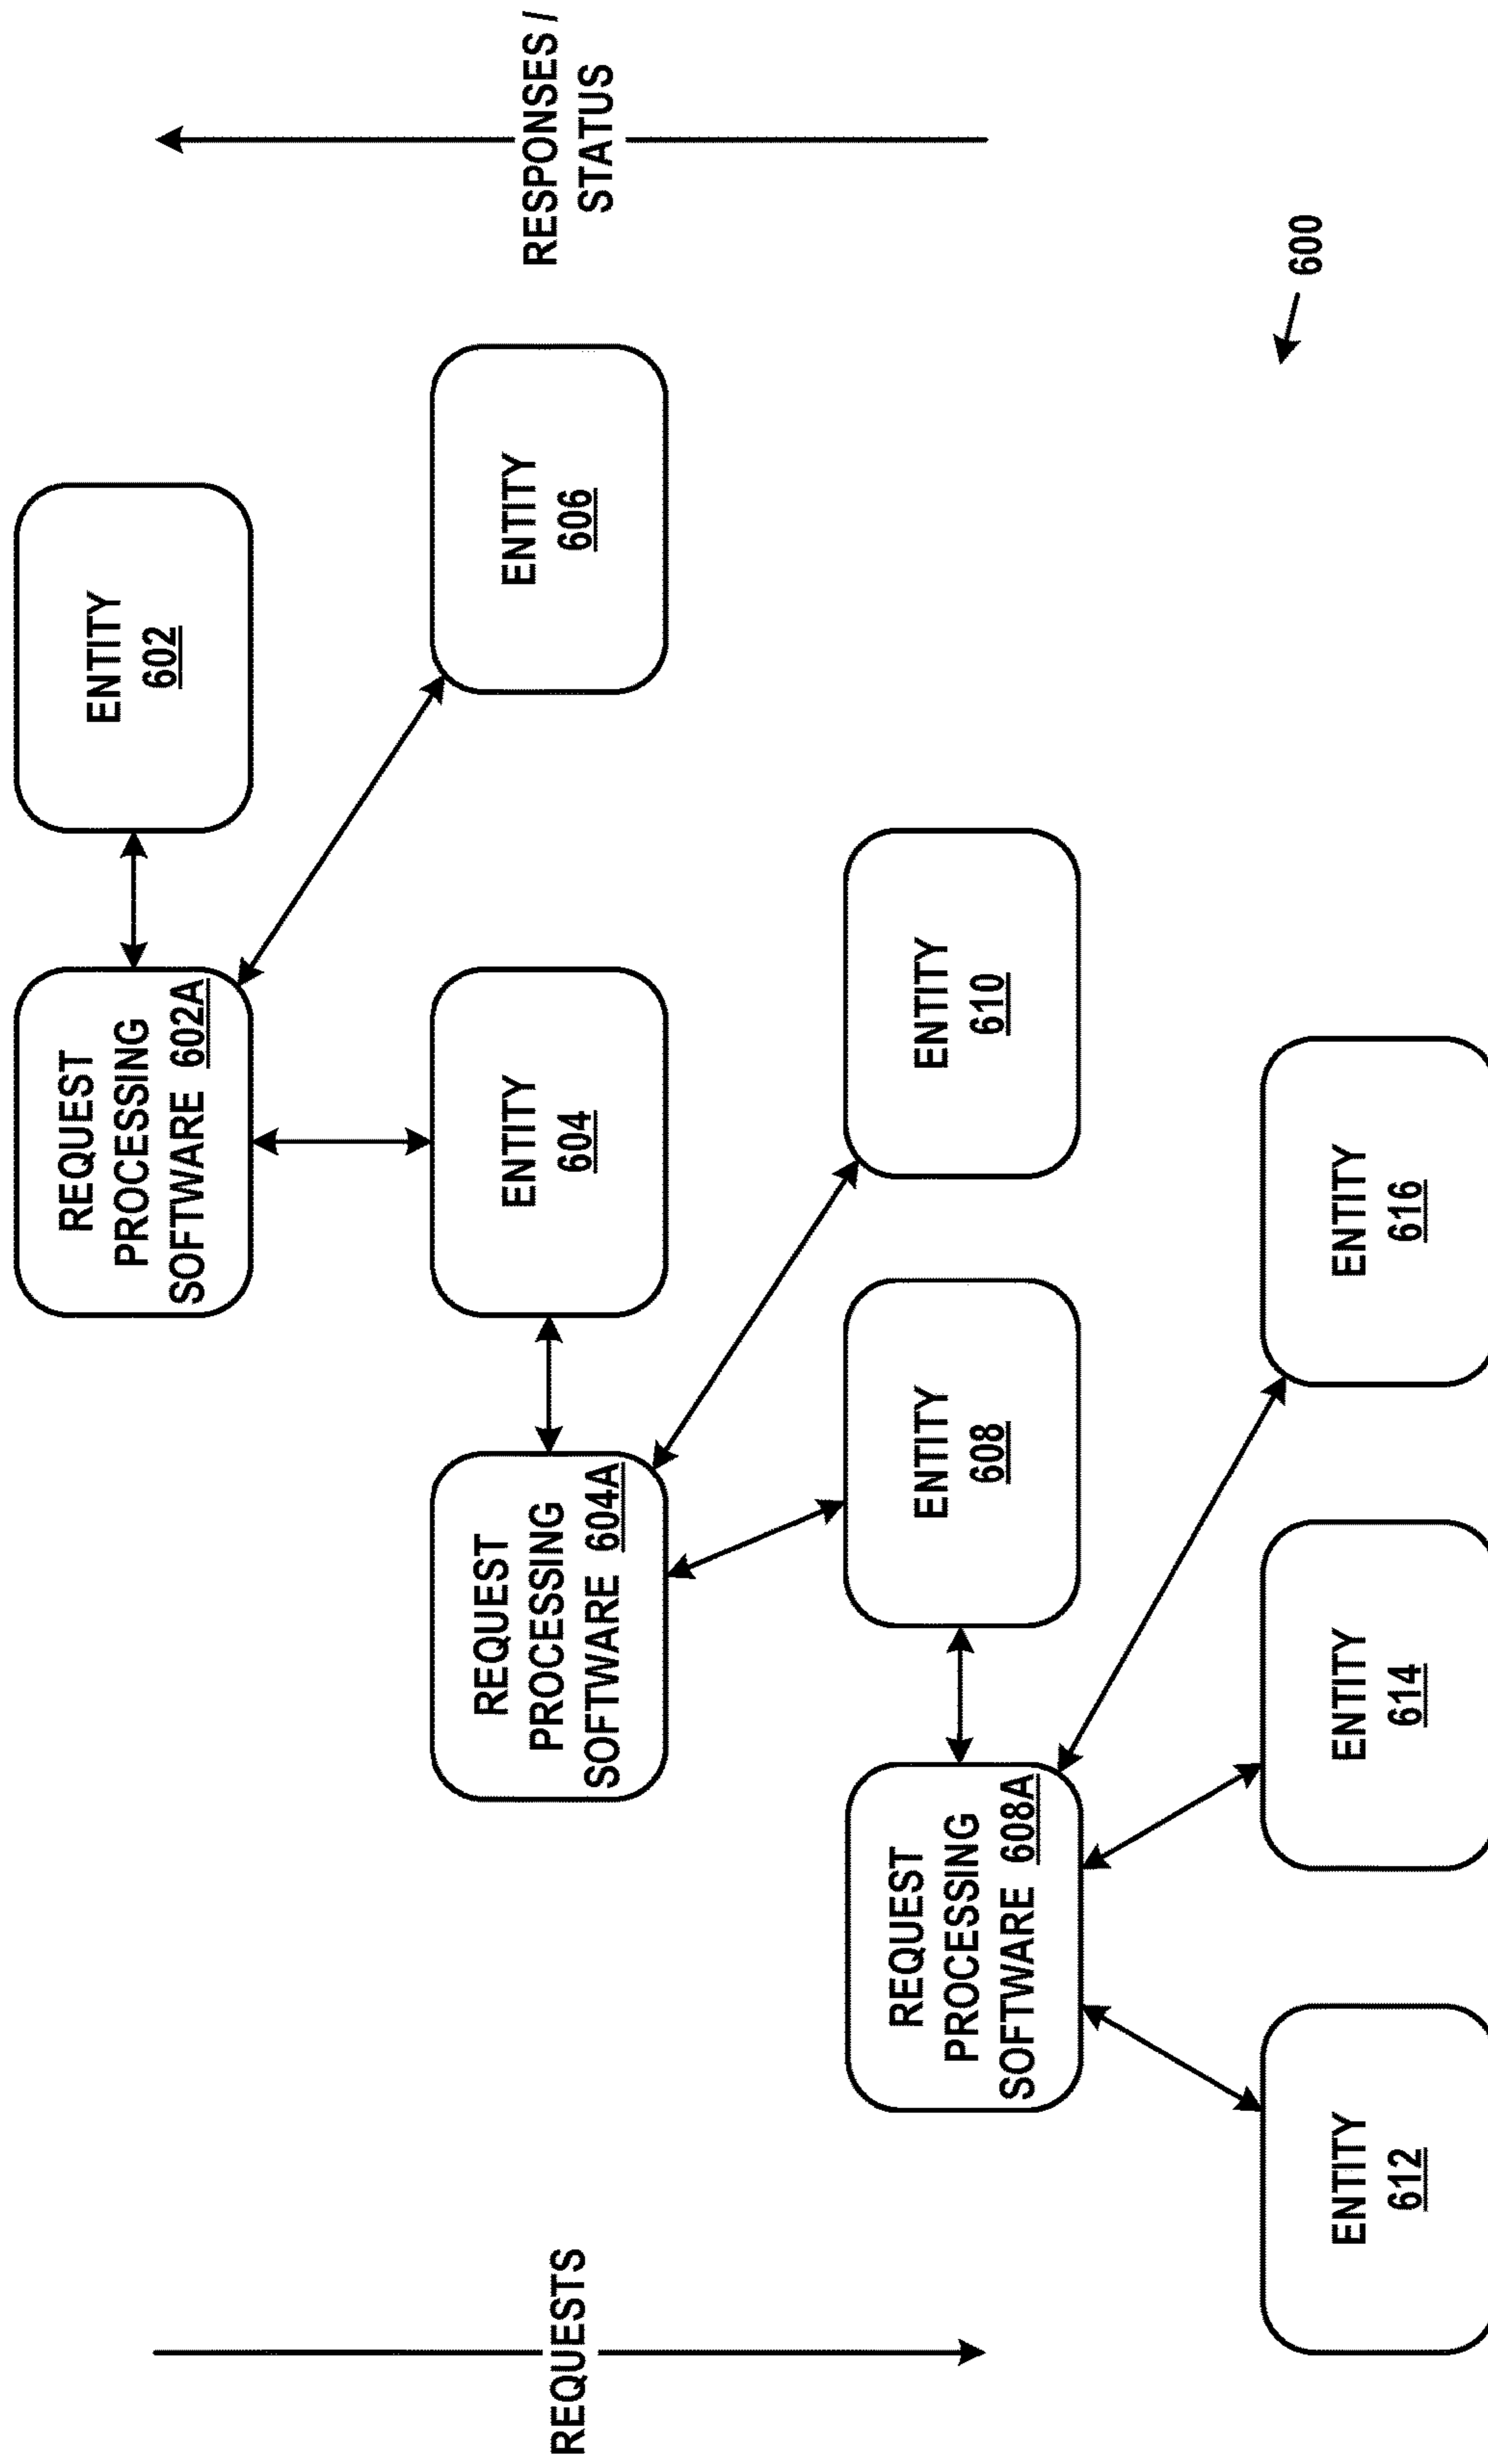 REQUEST
PROCESSING
SOFTWARE 602A
ENTITY
602
REQUESTS
RESPONSES /
STATUS
ENTITY
604
ENTITY
606
REQUEST
PROCESSING
SOFTWARE 604A
ENTITY
608
ENTITY
610
REQUEST
PROCESSING
SOFTWARE 608A
ENTITY
612
ENTITY
614
ENTITY
616
600